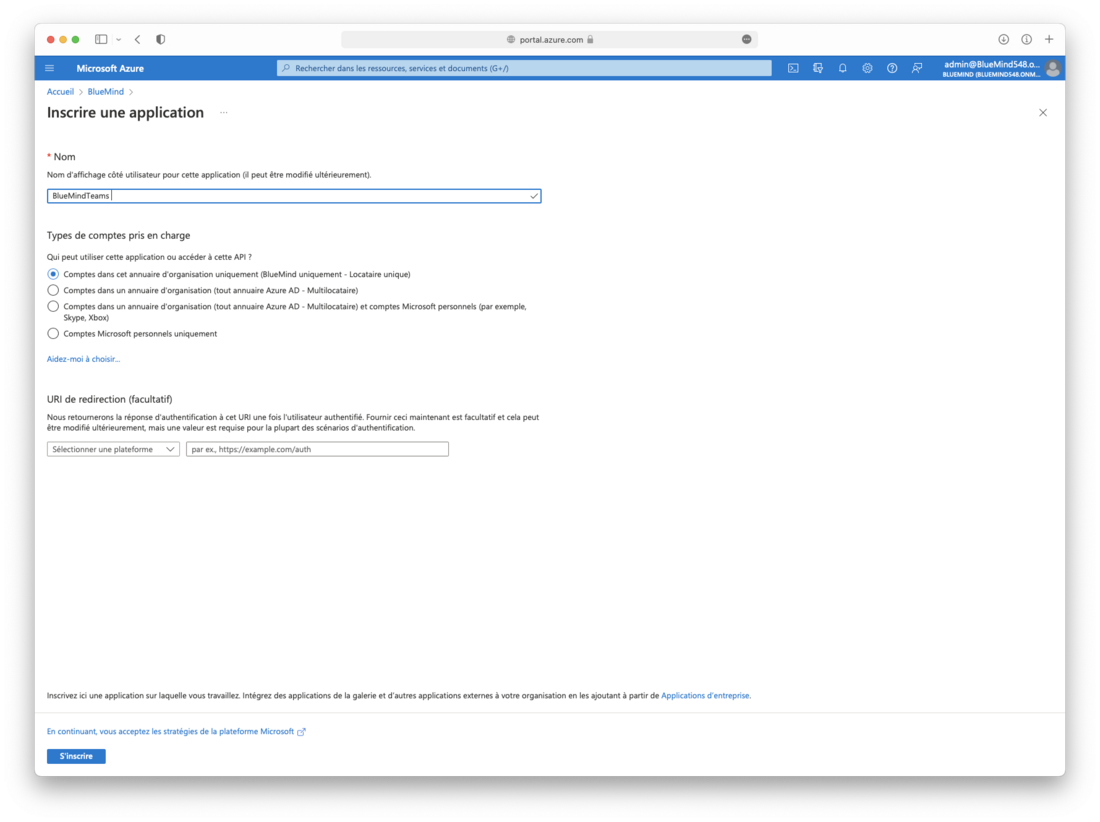 portal.azure.com
Microsoft Azure
Rechercher dans les ressources, services et documents (G+/)
admin@BlueMind548.o...
BLUEMIND (BLUEMIND548.ONM...
Accueil > BlueMind >
Inscrire une application ...
* Nom
Nom d'affichage côté utilisateur pour cette application (il peut être modifié ultérieurement).
BlueMindTeams
Types de comptes pris en charge
Qui peut utiliser cette application ou accéder à cette API ?
Comptes dans cet annuaire d'organisation uniquement (BlueMind uniquement - Locataire unique)
Comptes dans un annuaire d'organisation (tout annuaire Azure AD - Multilocataire)
Comptes dans un annuaire d'organisation (tout annuaire Azure AD - Multilocataire) et comptes Microsoft personnels (par exemple,
Skype, Xbox)
Comptes Microsoft personnels uniquement
Aidez-moi à choisir...
URI de redirection (facultatif)
Nous retournerons la réponse d'authentification à cet URI une fois l'utilisateur authentifié. Fournir ceci maintenant est facultatif et cela peut
être modifié ultérieurement, mais une valeur est requise pour la plupart des scénarios d'authentification.
Sélectionner une plateforme
par ex., https://example.com/auth
Inscrivez ici une application sur laquelle vous travaillez. Intégrez des applications de la galerie et d'autres applications externes à votre organisation en les ajoutant à partir de Applications d'entreprise.
En continuant, vous acceptez les stratégies de la plateforme Microsoft
S'inscrire